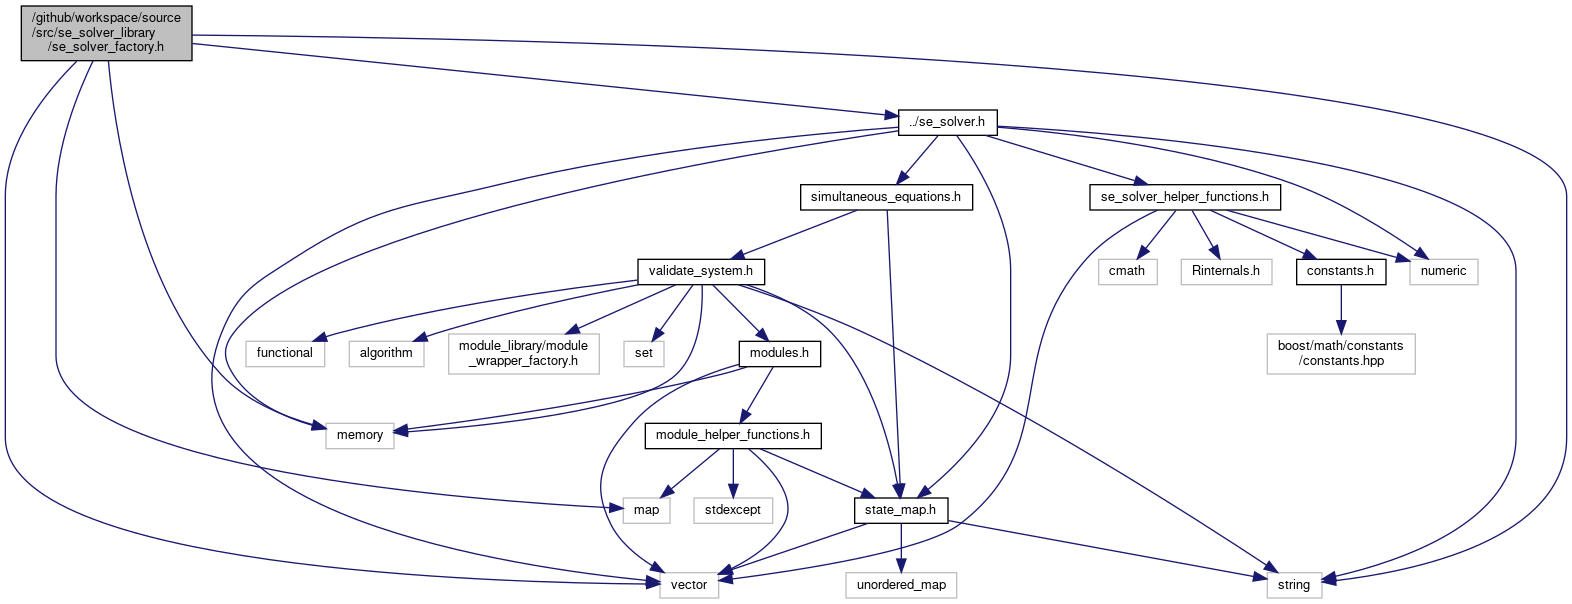 /github/workspace/source
/src/se_solver_library
/se_solver_factory.h
../se_solver.h
simultaneous_equations.h
se_solver_helper_functions.h
validate_system.h
cmath
Rinternals.h
constants.h
numeric
functional
algorithm
module_library/module
_wrapper_factory.h
set
modules.h
boost/math/constants
/constants.hpp
memory
module_helper_functions.h
map
stdexcept
state_map.h
vector
unordered_map
string